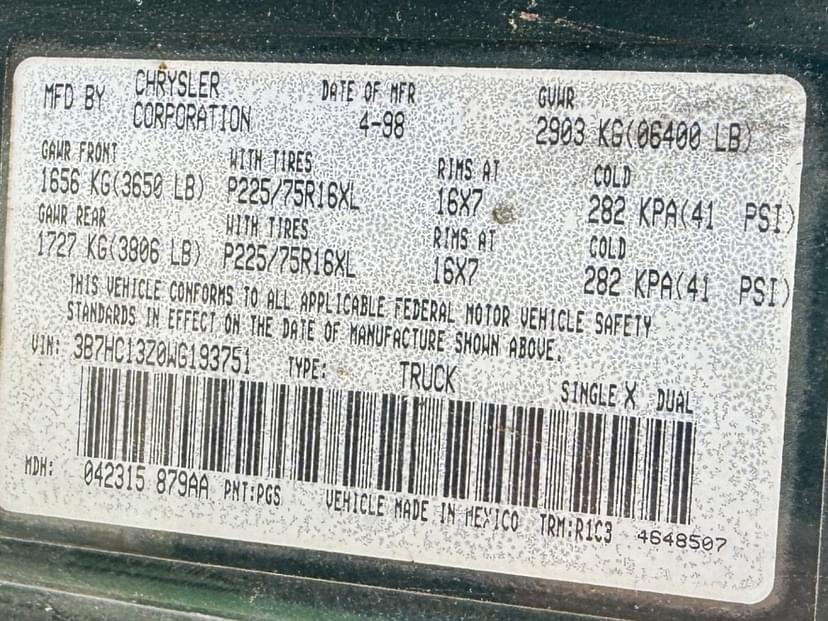 MFD BY CHRYSLER CORPORATION DATE OF MFR 4-98 GVWR 2903 KG(06400 LB)
GAWR FRONT WITH TIRES RIMS AT COLD
1656 KG(3650 LB) P225/75R16XL 16X7 282 KPA(41 PSI)
GAWR REAR WITH TIRES RIMS AT COLD
1727 KG(3806 LB) P225/75R16XL 16X7 282 KPA(41 PSI)
THIS VEHICLE CONFORMS TO ALL APPLICABLE FEDERAL MOTOR VEHICLE SAFETY
STANDARDS IN EFFECT ON THE DATE OF MANUFACTURE SHOWN ABOVE.
VIN: 3B7HC13Z0WG193751 TYPE: TRUCK SINGLE X DUAL
MDH: 042315 879AA PNT:PGS VEHICLE MADE IN MEXICO TRM:R1C3 4648507